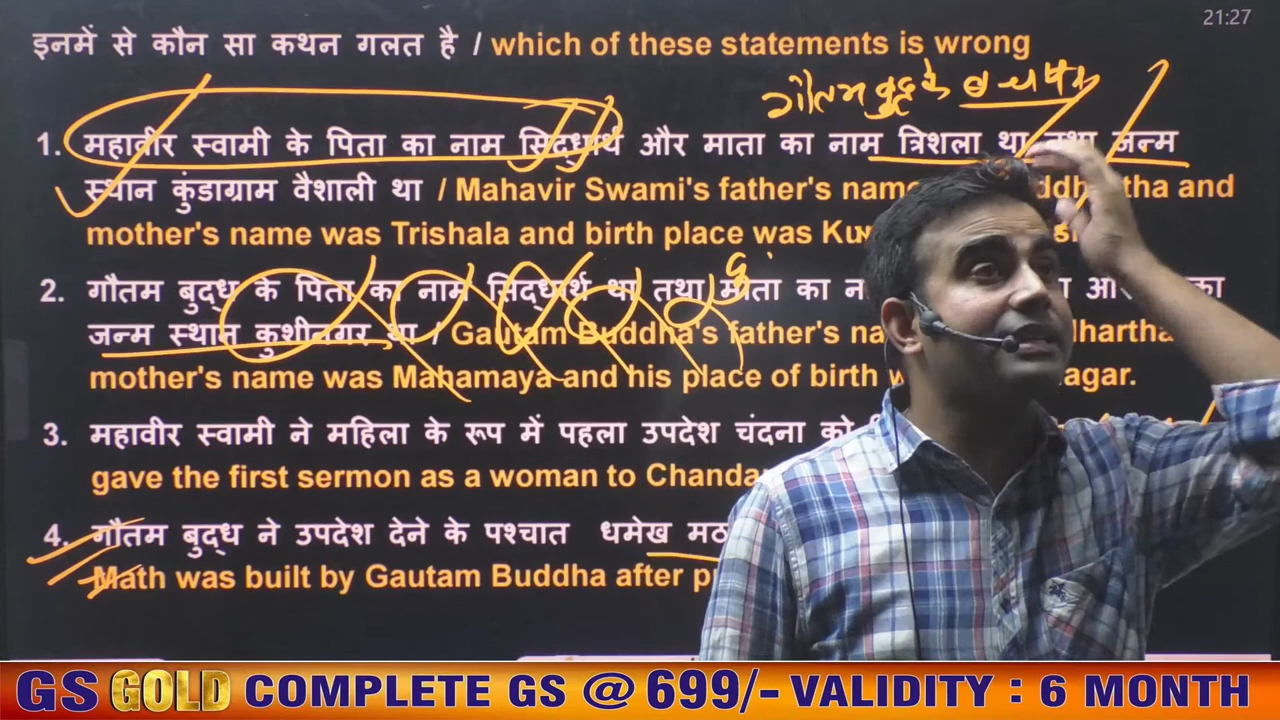 21:27
इनमें से कौन सा कथन गलत है / which of these statements is wrong
गौतम बुद्ध के बचपन
1. महावीर स्वामी के पिता का नाम सिद्धार्थ और माता का नाम त्रिशला था तथा जन्म
स्थान कुंडाग्राम वैशाली था / Mahavir Swami's father's name and
mother's name was Trishala and birth place was
2. गौतम बुद्ध के पिता का नाम सिद्धार्थ था तथा माता का
जन्म स्थान कुशीनगर था / Gautam Buddha's father's
mother's name was Mahamaya and his place of birth
3. महावीर स्वामी ने महिला के रूप में पहला उपदेश चंदना को
gave the first sermon as a woman to
4. गौतम बुद्ध ने उपदेश देने के पश्चात धमेख मठ
Math was built by Gautam Buddha after
GS GOLD COMPLETE GS @ 699/- VALIDITY : 6 MONTH